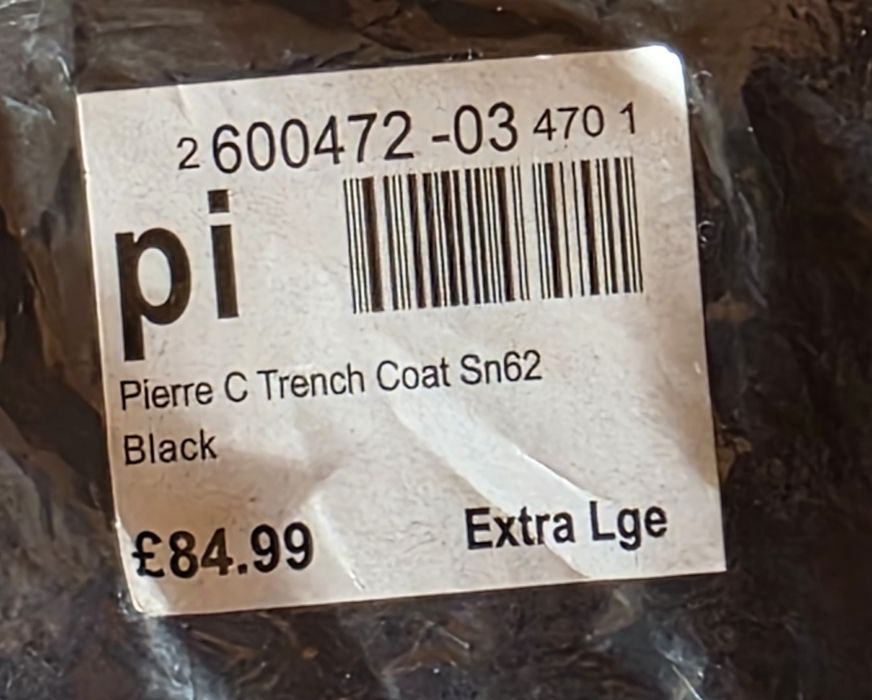 2 600472 -03 470 1
pi
Pierre C Trench Coat Sn62
Black
£84.99 Extra Lge